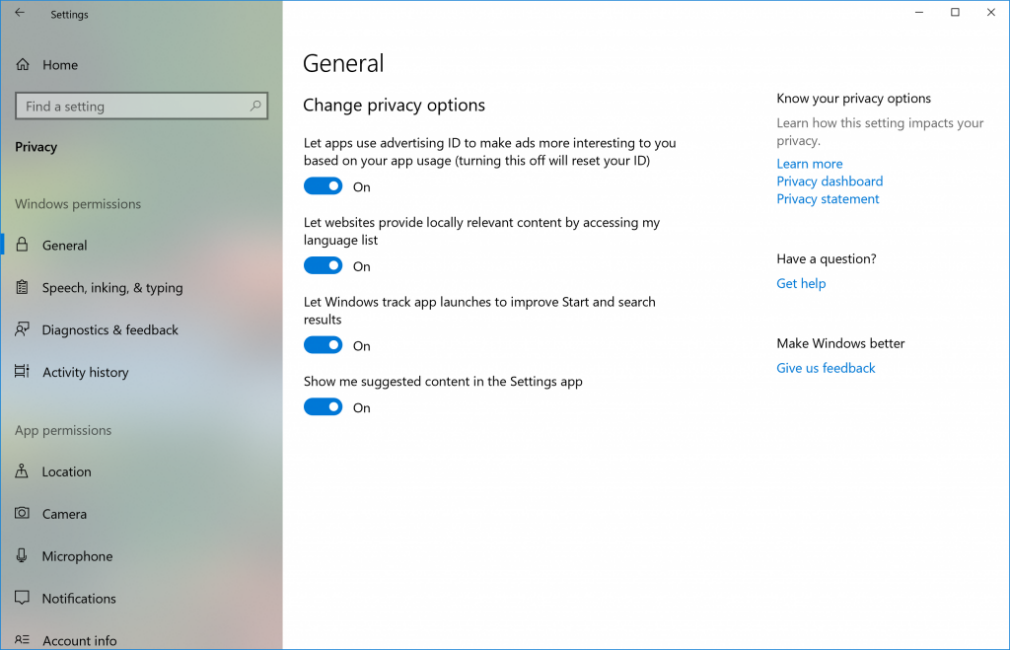 Settings
Home
Find a setting
Privacy
Windows permissions
General
Speech, inking, & typing
Diagnostics & feedback
Activity history
App permissions
Location
Camera
Microphone
Notifications
Account info
General
Change privacy options
Let apps use advertising ID to make ads more interesting to you
based on your app usage (turning this off will reset your ID)
On
Let websites provide locally relevant content by accessing my
language list
On
Let Windows track app launches to improve Start and search
results
On
Show me suggested content in the Settings app
On
Know your privacy options
Learn how this setting impacts your
privacy.
Learn more
Privacy dashboard
Privacy statement
Have a question?
Get help
Make Windows better
Give us feedback